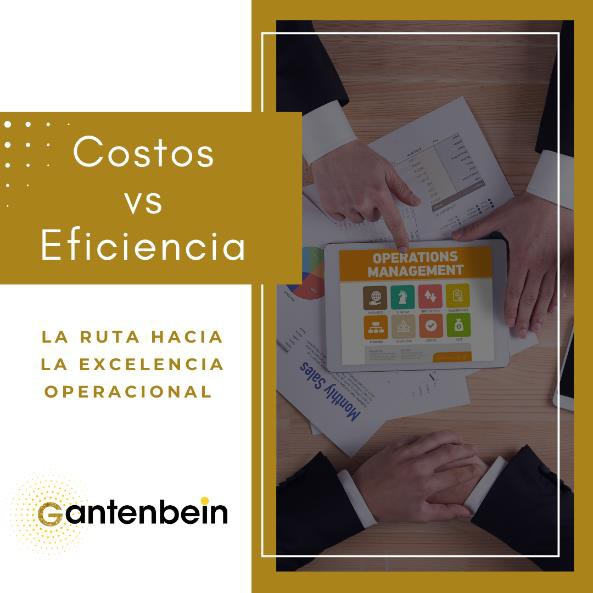 Costos
vs
Eficiencia
LA RUTA HACIA
LA EXCELENCIA
OPERACIONAL
Gantenbein
OPERATIONS
MANAGEMENT
Monthly Sales